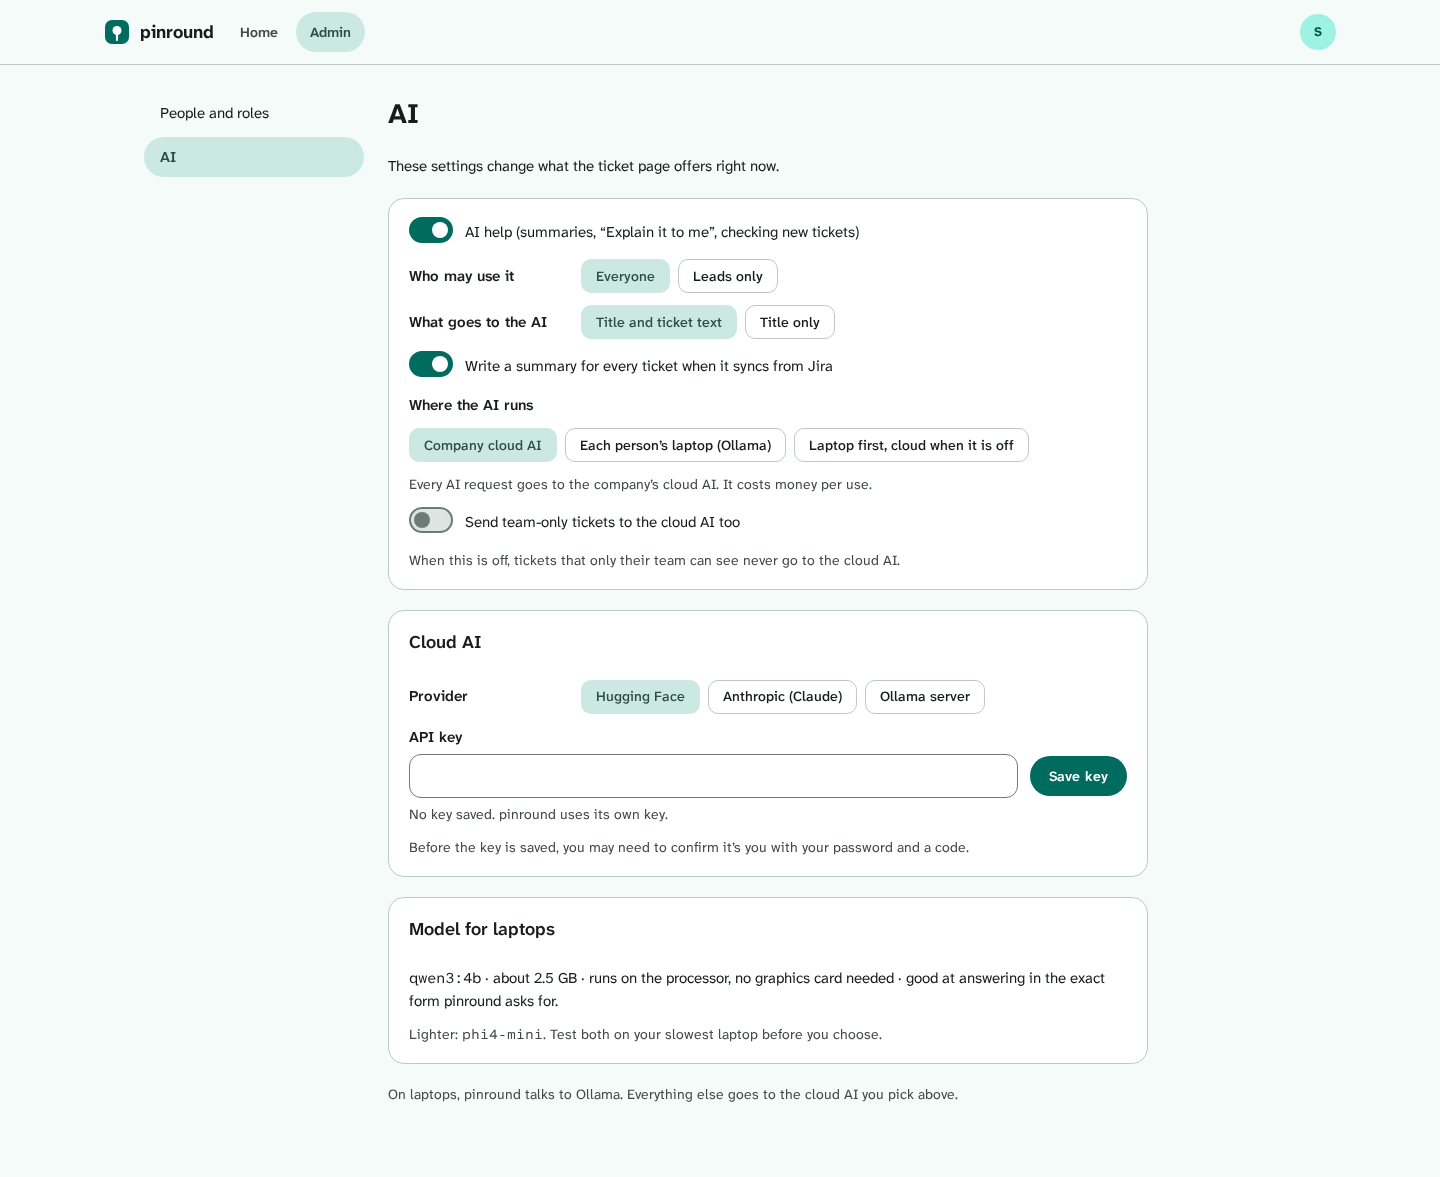 pinround
Home
Admin
S
People and roles
AI
AI
These settings change what the ticket page offers right now.
AI help (summaries, “Explain it to me”, checking new tickets)
Who may use it
Everyone
Leads only
What goes to the AI
Title and ticket text
Title only
Write a summary for every ticket when it syncs from Jira
Where the AI runs
Company cloud AI
Each person’s laptop (Ollama)
Laptop first, cloud when it is off
Every AI request goes to the company’s cloud AI. It costs money per use.
Send team-only tickets to the cloud AI too
When this is off, tickets that only their team can see never go to the cloud AI.
Cloud AI
Provider
Hugging Face
Anthropic (Claude)
Ollama server
API key
Save key
No key saved. pinround uses its own key.
Before the key is saved, you may need to confirm it’s you with your password and a code.
Model for laptops
qwen3:4b · about 2.5 GB · runs on the processor, no graphics card needed · good at answering in the exact
form pinround asks for.
Lighter: phi4-mini. Test both on your slowest laptop before you choose.
On laptops, pinround talks to Ollama. Everything else goes to the cloud AI you pick above.